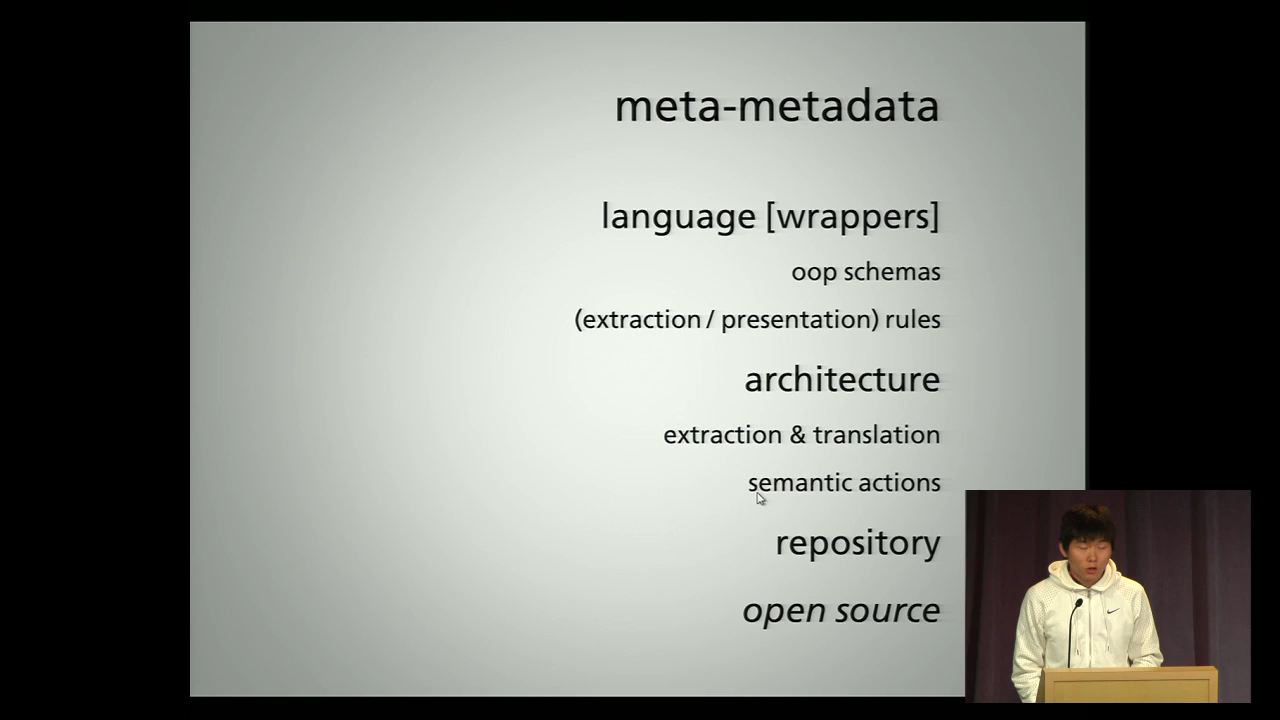 meta-metadata
language [wrappers]
oop schemas
(extraction / presentation) rules
architecture
extraction & translation
semantic actions
repository
open source